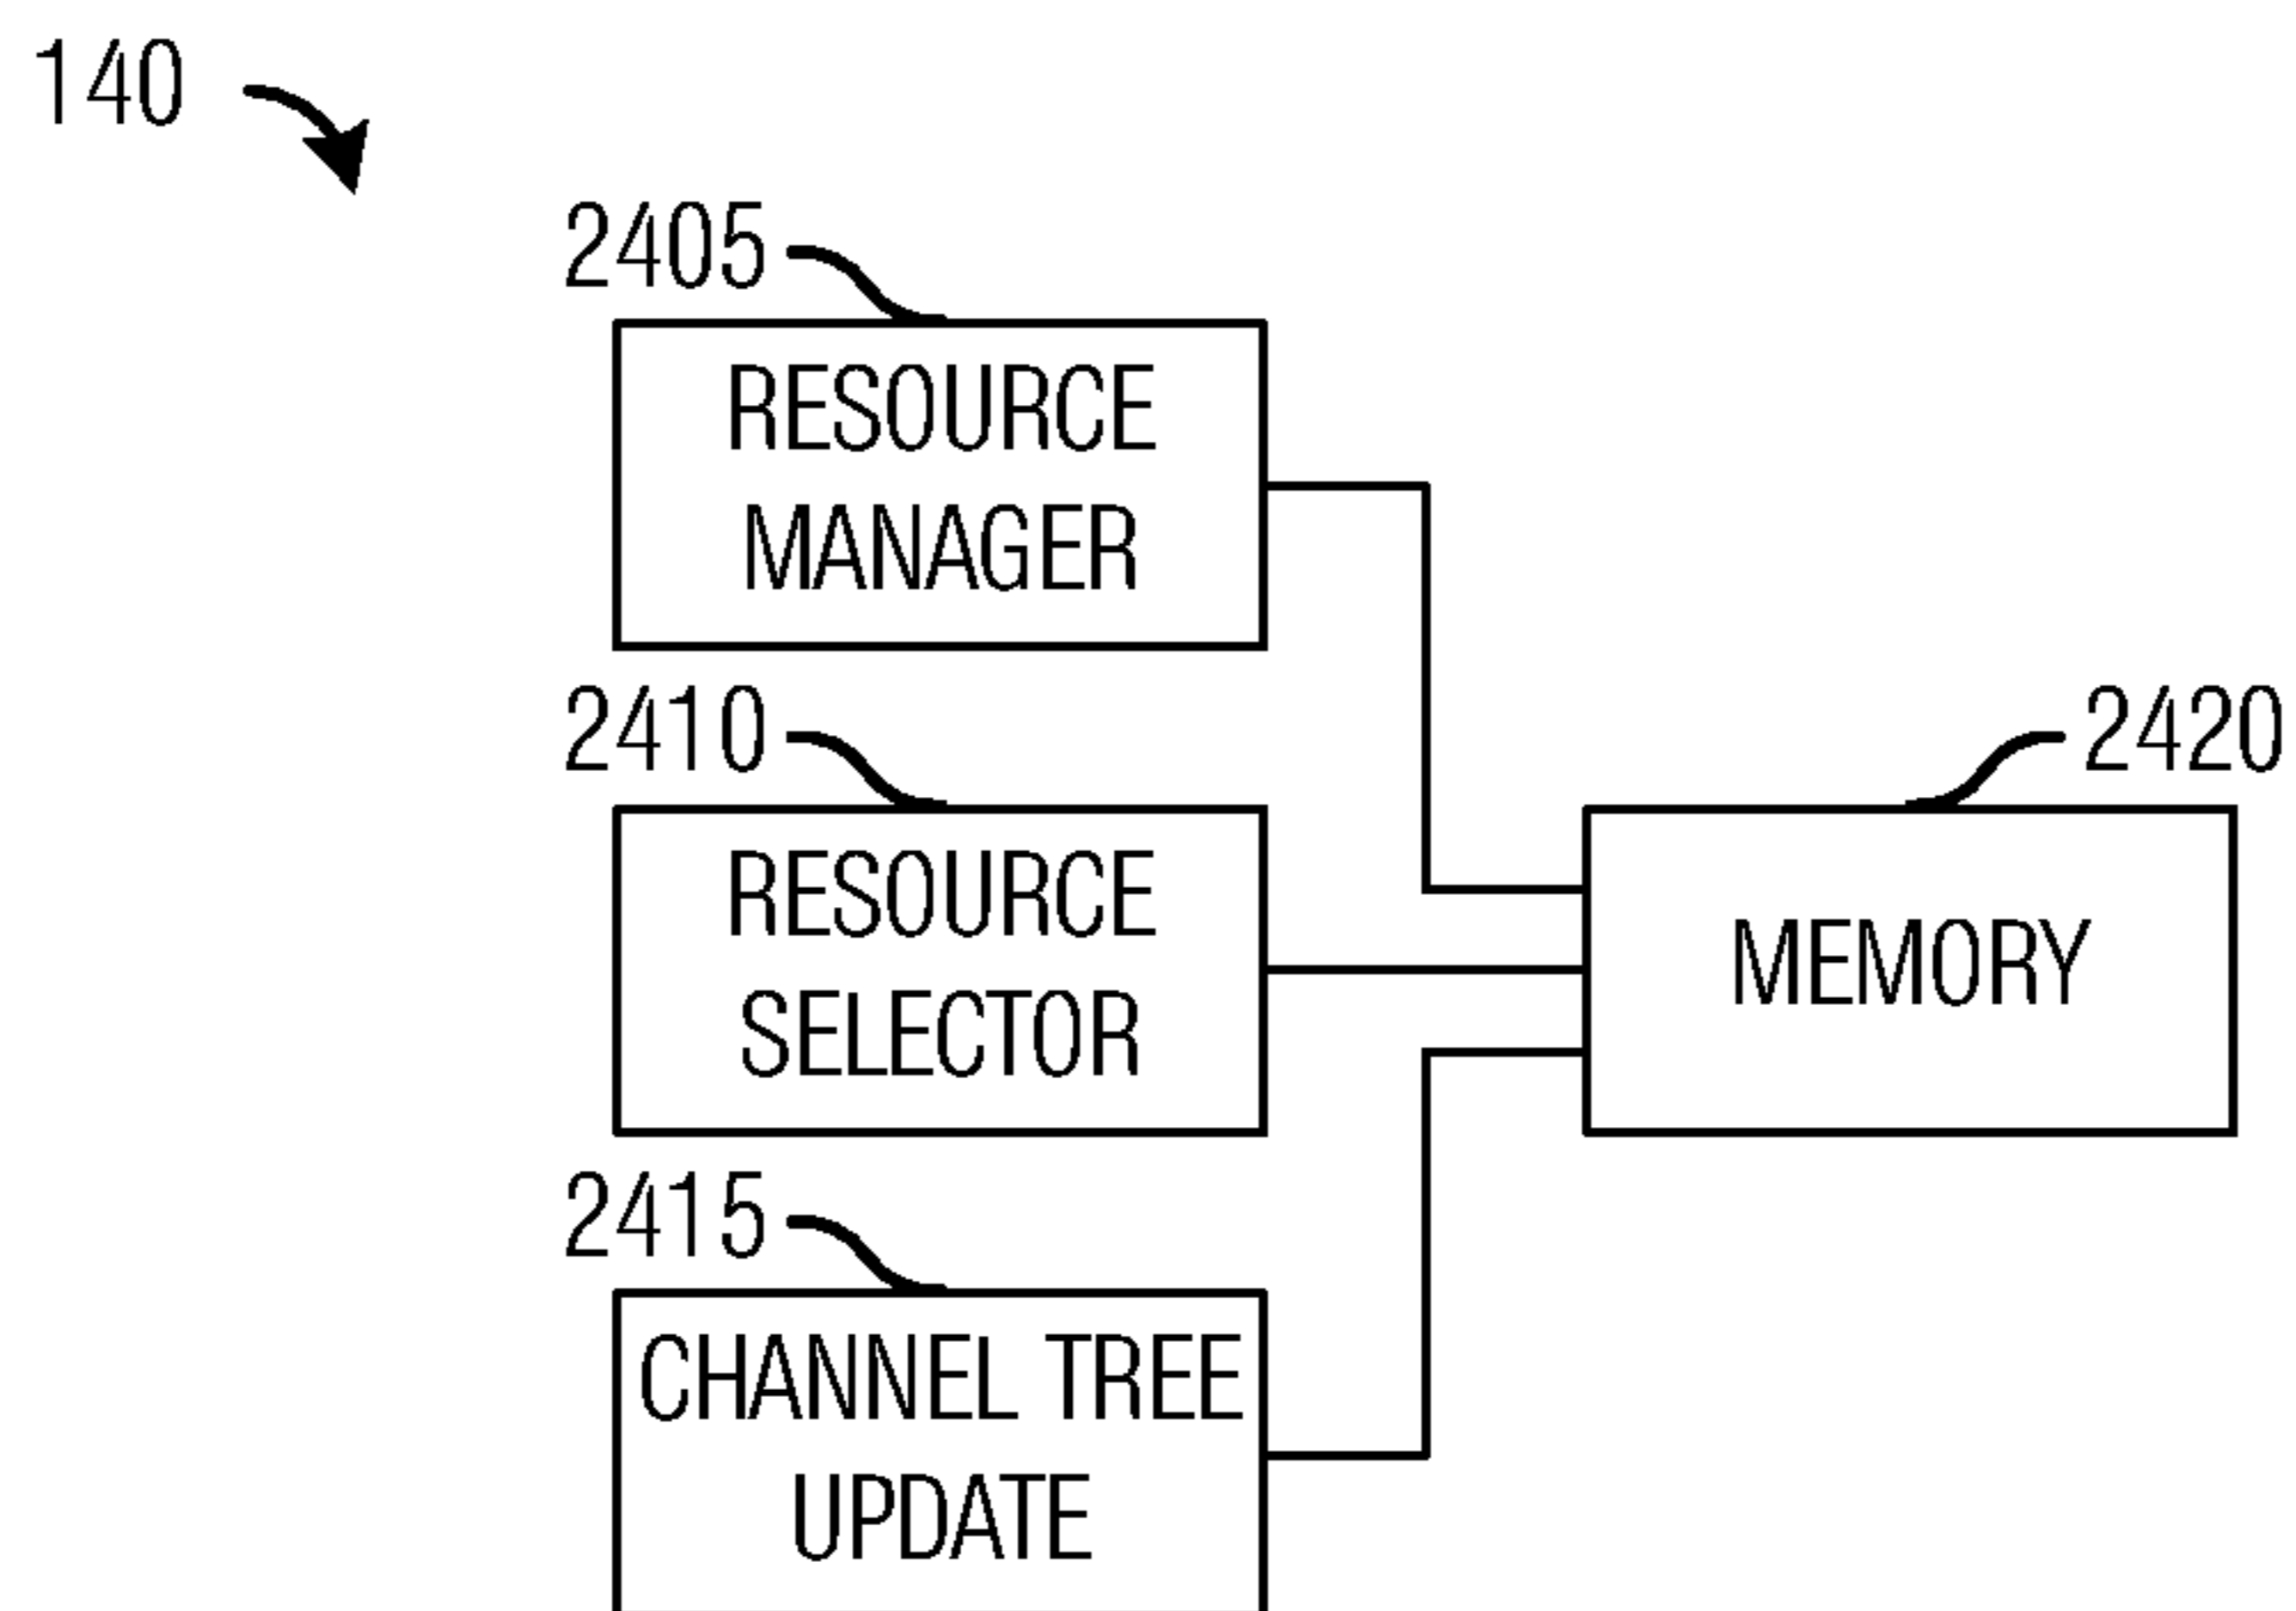 140
2405
RESOURCE
MANAGER
2410
2420
RESOURCE
SELECTOR
MEMORY
2415
CHANNEL TREE
UPDATE